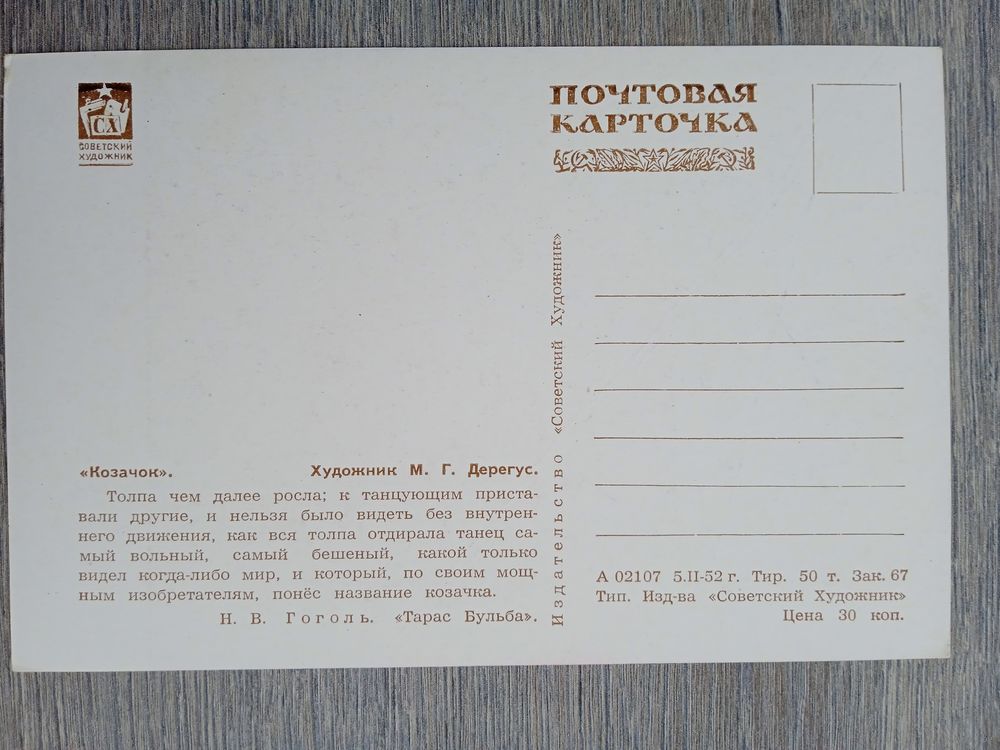 СХ
СОВЕТСКИЙ
ХУДОЖНИК
ПОЧТОВАЯ
КАРТОЧКА
«Козачок». Художник М. Г. Дерегус.
Толпа чем далее росла; к танцующим приста-
вали другие, и нельзя было видеть без внутрен-
него движения, как вся толпа отдирала танец са-
мый вольный, самый бешеный, какой только
видел когда-либо мир, и который, по своим мощ-
ным изобретателям, понёс название козачка.
Н. В. Гоголь. «Тарас Бульба».
Издательство «Советский Художник»
А 02107 5.II-52 г. Тир. 50 т. Зак. 67
Тип. Изд-ва «Советский Художник»
Цена 30 коп.